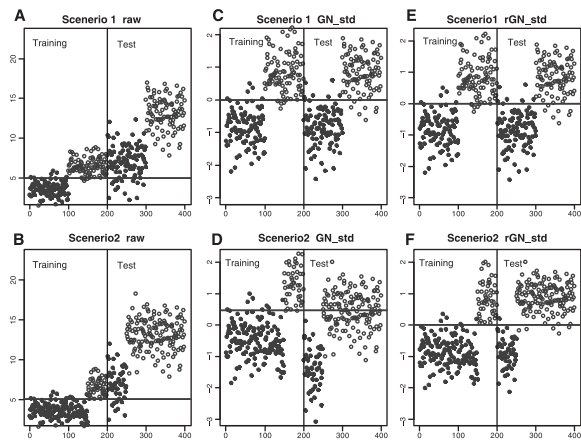 A Scenerio 1 raw
Training Test
20
15
10
5
0 100 200 300 400
C Scenerio 1 GN_std
Training Test
2
1
0
−1
−2
−3
0 100 200 300 400
E Scenerio1 rGN_std
Training Test
2
1
0
−1
−2
−3
0 100 200 300 400
B Scenerio2 raw
Training Test
20
15
10
5
0 100 200 300 400
D Scenerio2 GN_std
Training Test
2
1
0
−1
−2
−3
0 100 200 300 400
F Scenerio2 rGN_std
Training Test
2
1
0
−1
−2
−3
0 100 200 300 400